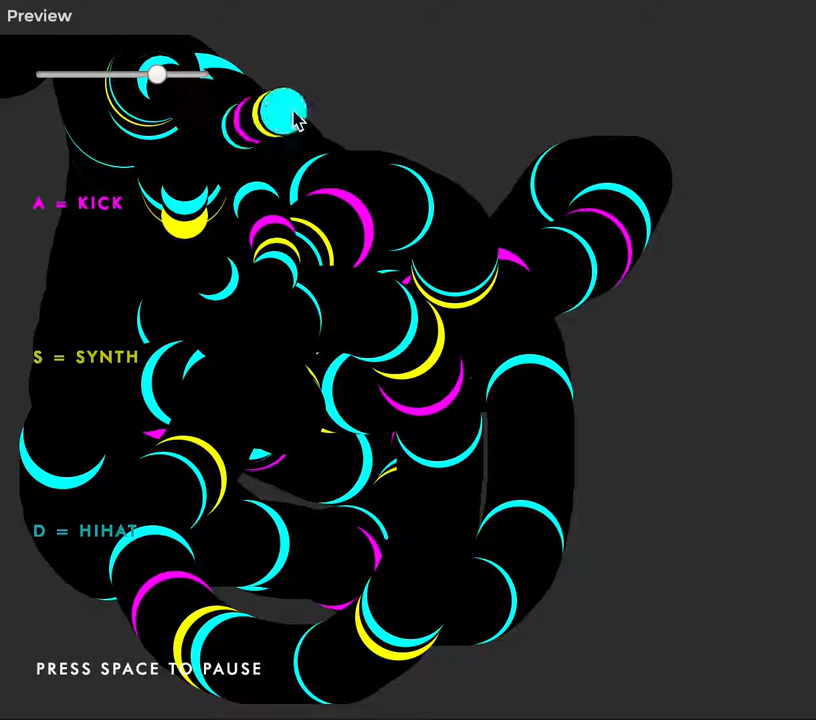 Preview
A = KICK
S = SYNTH
D = HIHAT
PRESS SPACE TO PAUSE